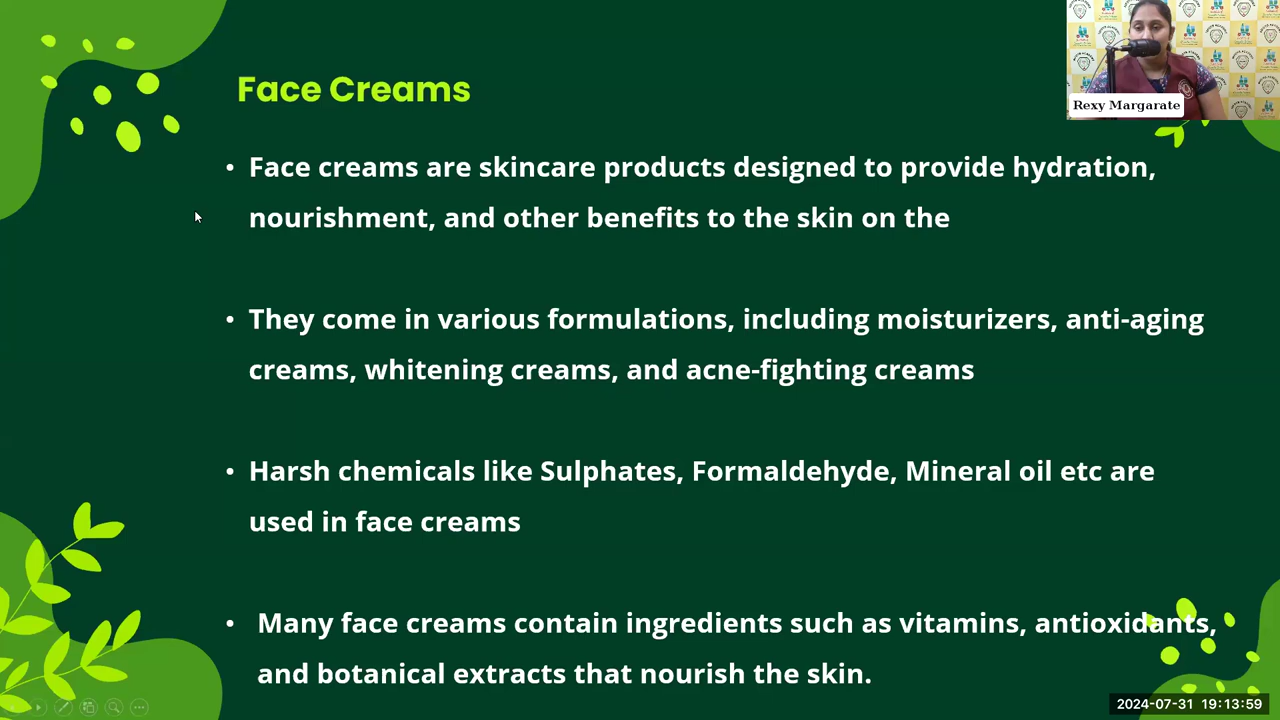 Face Creams
Rexy Margarate
• Face creams are skincare products designed to provide hydration,
nourishment, and other benefits to the skin on the
• They come in various formulations, including moisturizers, anti-aging
creams, whitening creams, and acne-fighting creams
• Harsh chemicals like Sulphates, Formaldehyde, Mineral oil etc are
used in face creams
• Many face creams contain ingredients such as vitamins, antioxidants,
and botanical extracts that nourish the skin.
2024-07-31 19:13:59